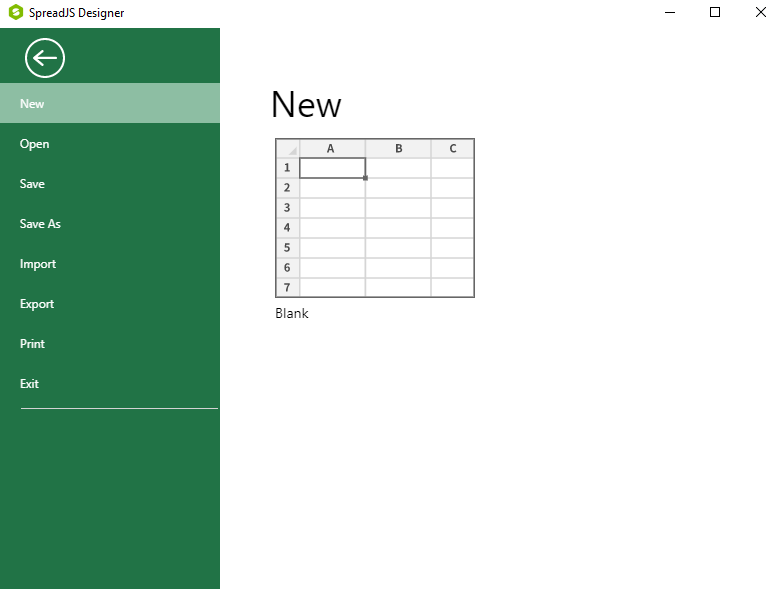 SpreadJS Designer
New
Open
Save
Save As
Import
Export
Print
Exit
New
A B C
1
2
3
4
5
6
7
Blank